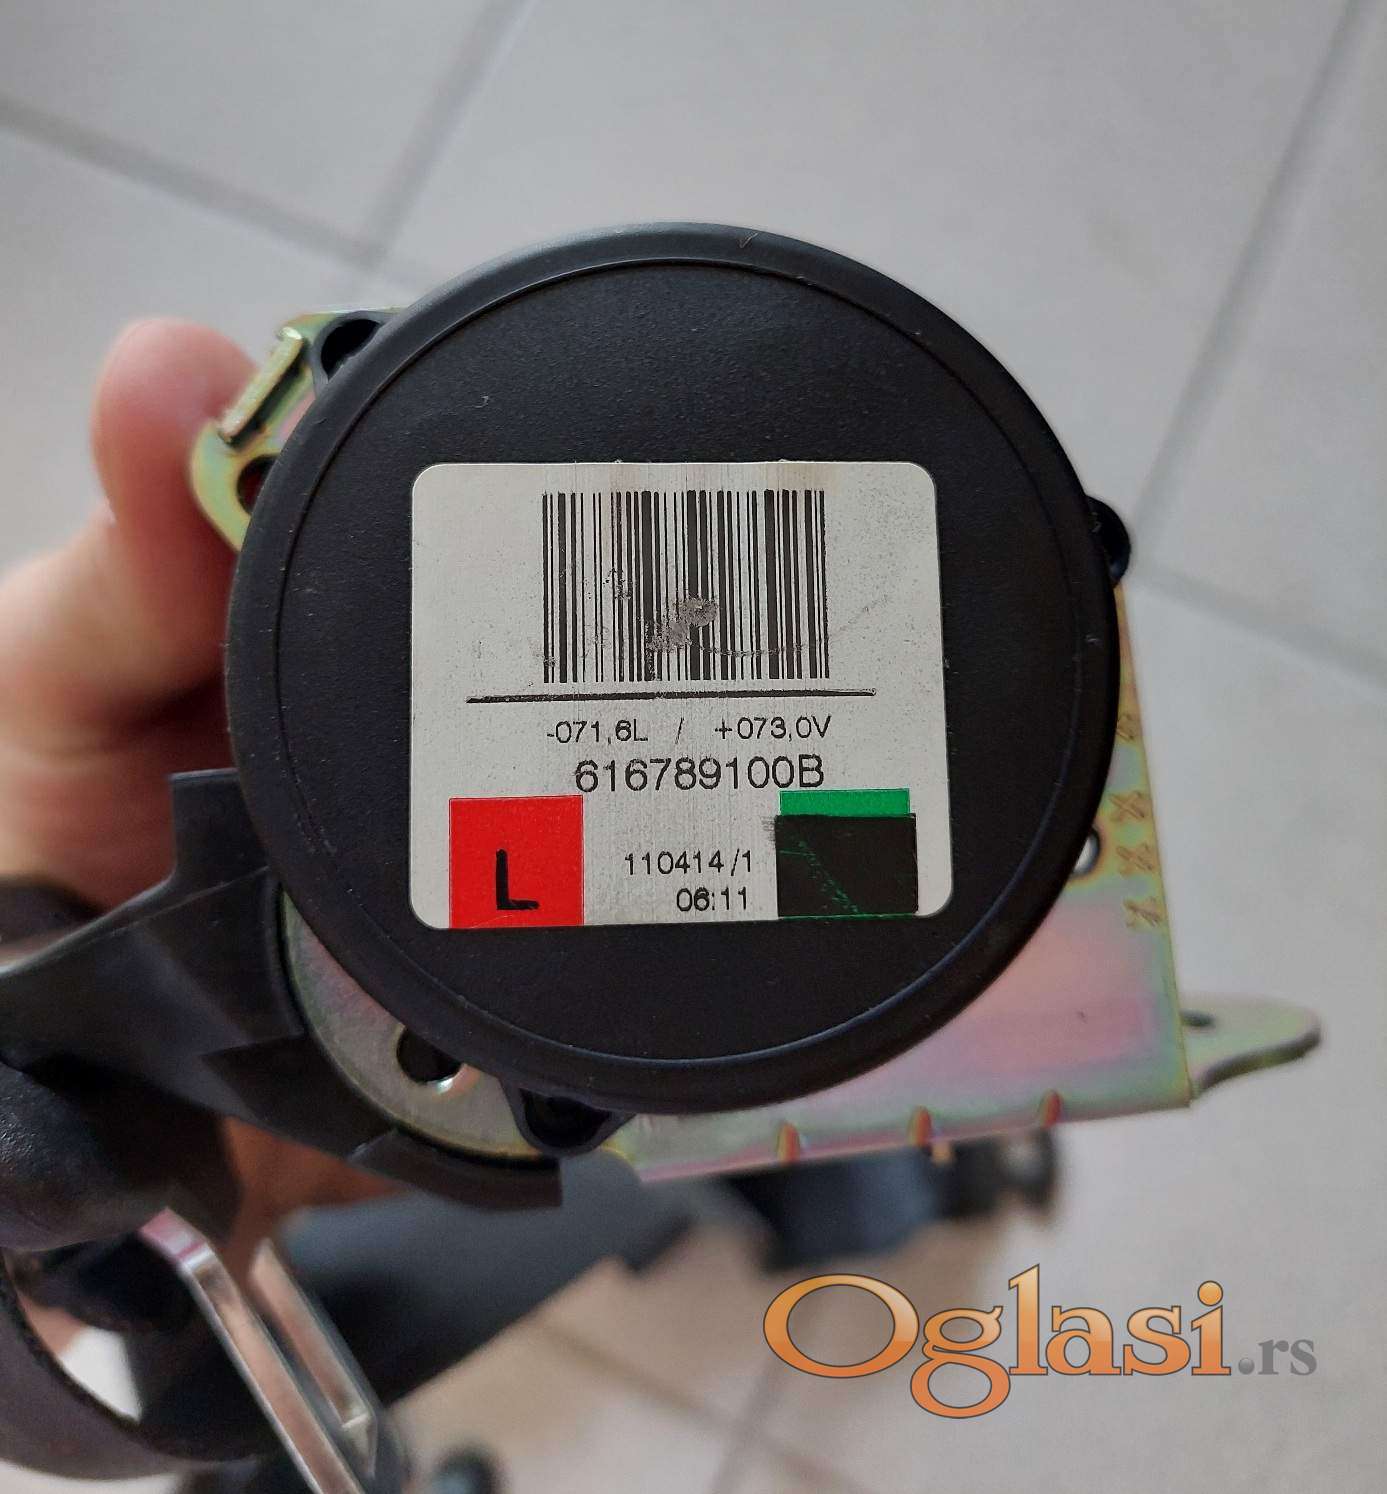 -071,6L / +073,0V
616789100B
L
110414/1
06:11
Oglasi.rs